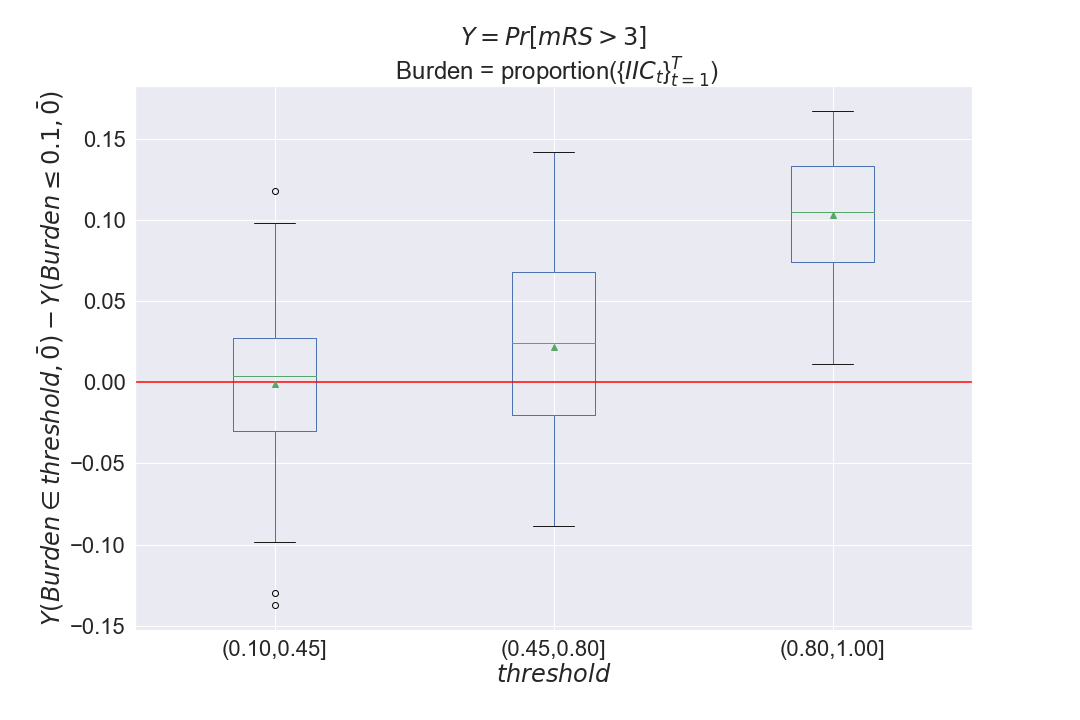 Y = Pr[mRS > 3]
Burden = proportion({IIC_t}_{t=1}^T)
Y(Burden ∈ threshold, 0̄) − Y(Burden ≤ 0.1, 0̄)
0.15
0.10
0.05
0.00
−0.05
−0.10
−0.15
(0.10,0.45] (0.45,0.80] (0.80,1.00]
threshold